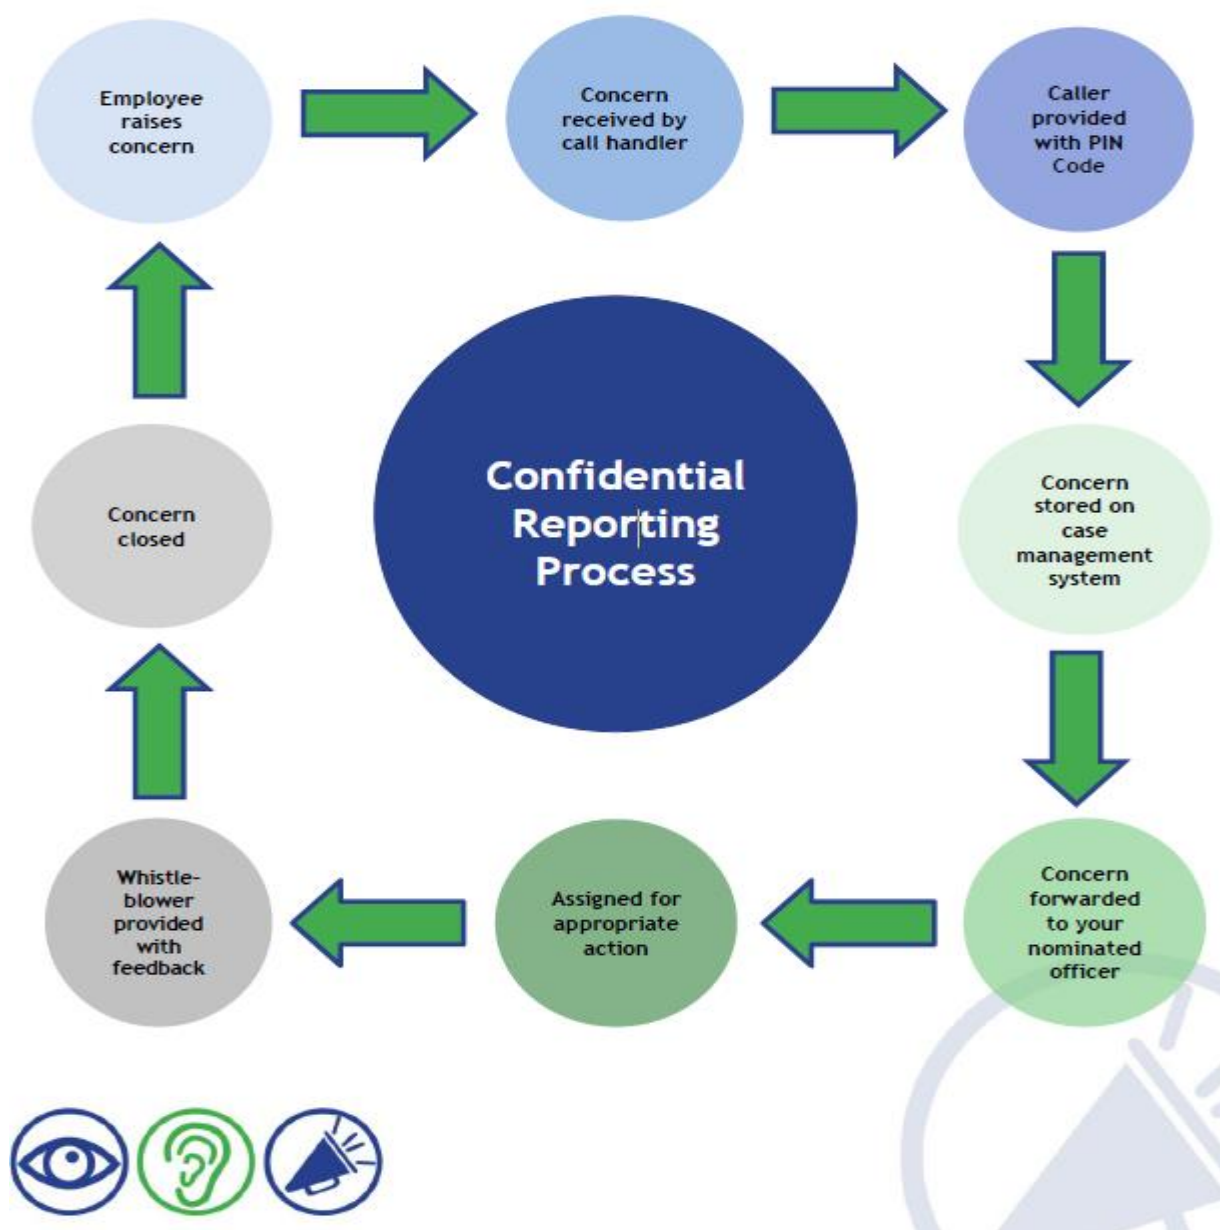 Employee
raises
concern
Concern
received by
call handler
Caller
provided
with PIN
Code
Concern
stored on
case
management
system
Concern
forwarded
to your
nominated
officer
Assigned for
appropriate
action
Whistle-
blower
provided
with
feedback
Concern
closed
Confidential
Reporting
Process